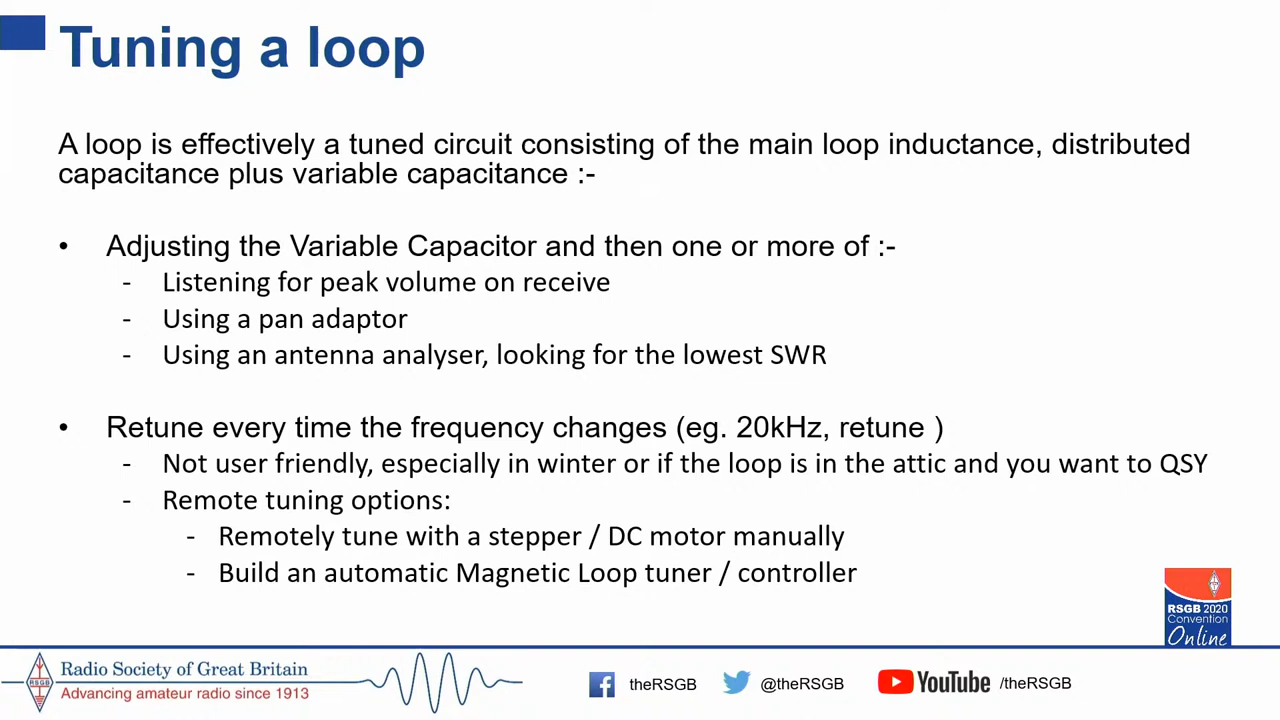 Tuning a loop
A loop is effectively a tuned circuit consisting of the main loop inductance, distributed
capacitance plus variable capacitance :-
• Adjusting the Variable Capacitor and then one or more of :-
- Listening for peak volume on receive
- Using a pan adaptor
- Using an antenna analyser, looking for the lowest SWR
• Retune every time the frequency changes (eg. 20kHz, retune )
- Not user friendly, especially in winter or if the loop is in the attic and you want to QSY
- Remote tuning options:
- Remotely tune with a stepper / DC motor manually
- Build an automatic Magnetic Loop tuner / controller
RSGB 2020
Convention
Online
RSGB
Radio Society of Great Britain
Advancing amateur radio since 1913
theRSGB
@theRSGB
YouTube /theRSGB